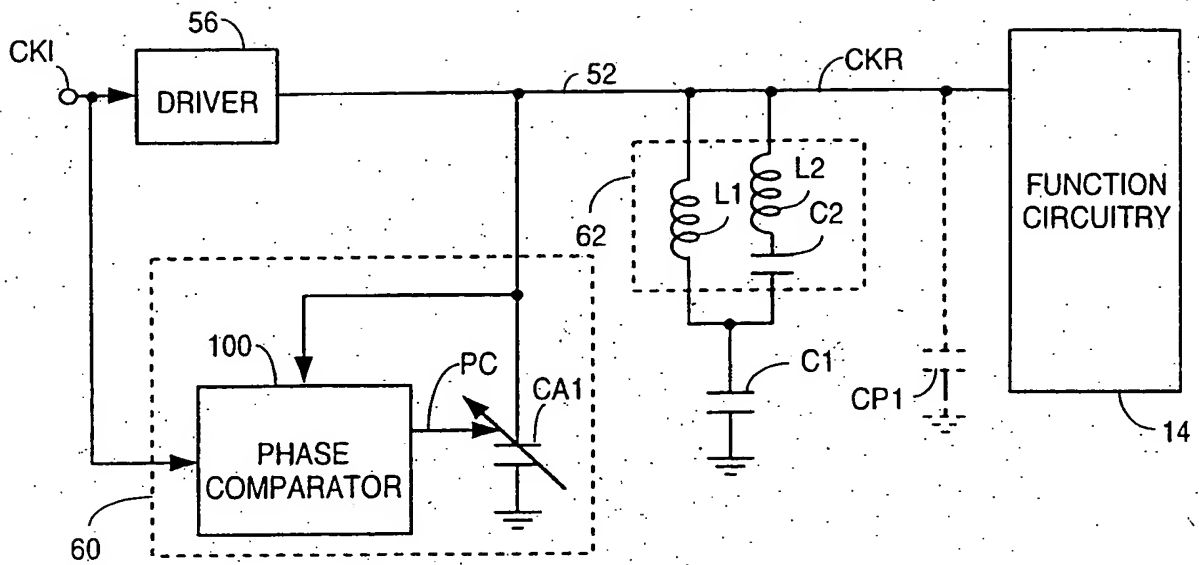 56
CKI
DRIVER
52
CKR
FUNCTION
CIRCUITRY
14
L1
L2
C2
62
C1
CP1
100
PC
CA1
PHASE
COMPARATOR
60